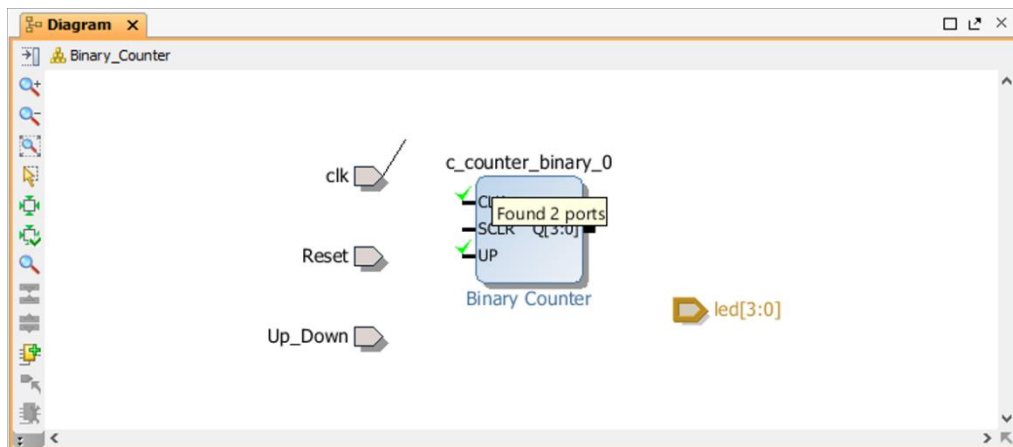 Diagram
Binary_Counter
c_counter_binary_0
clk
Found 2 ports
SCLR Q[3:0]
UP
Reset
Binary Counter
led[3:0]
Up_Down